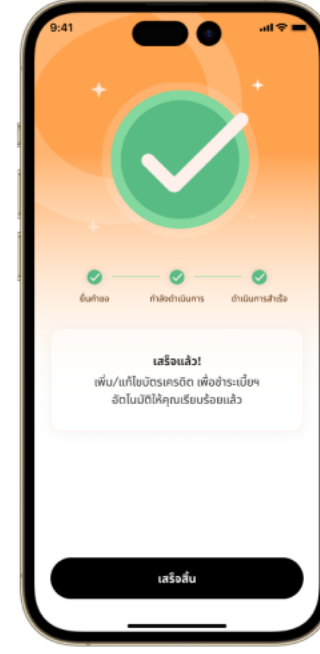 9:41
ยื่นคำขอ
กำลังดำเนินการ
ดำเนินการสำเร็จ
เสร็จแล้ว!
เพิ่ม/แก้ไขบัตรเครดิต เพื่อชำระเบี้ยฯ
อัตโนมัติให้คุณเรียบร้อยแล้ว
เสร็จสิ้น